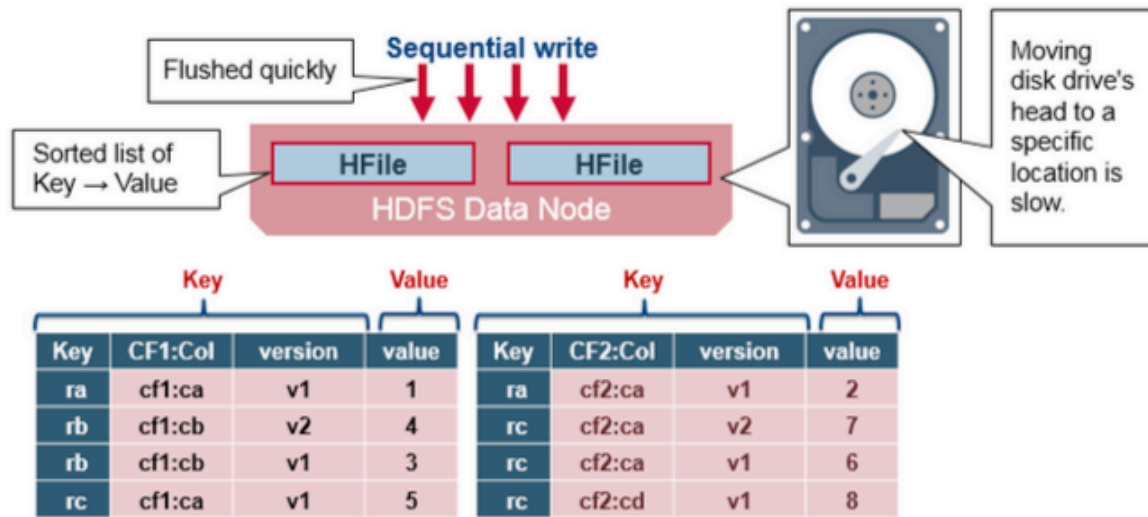 Sequential write
Flushed quickly
Moving
disk drive's
head to a
specific
location is
slow.
Sorted list of
Key → Value
HFile HFile
HDFS Data Node
Key Value Key Value
Key CF1:Col version value Key CF2:Col version value
ra cf1:ca v1 1 ra cf2:ca v1 2
rb cf1:cb v2 4 rc cf2:ca v2 7
rb cf1:cb v1 3 rc cf2:ca v1 6
rc cf1:ca v1 5 rc cf2:cd v1 8